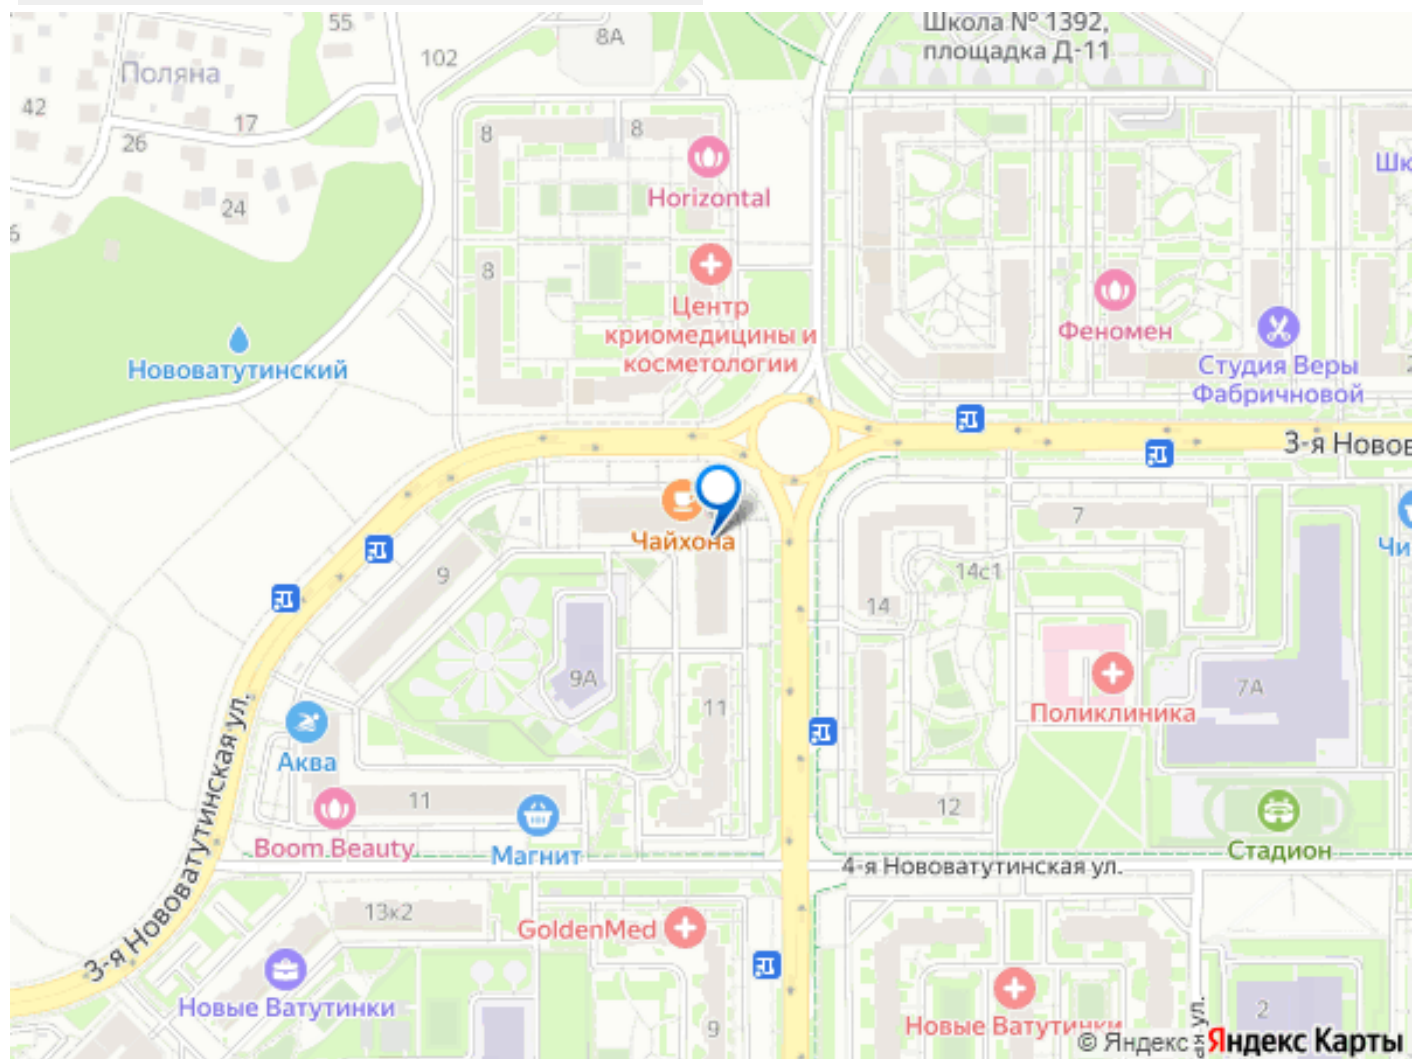 Школа № 1392,
площадка Д-11
55
8А
102
Поляна
42
17
26
24
8
8
Horizontal
8
Центр
криомедицины и
косметологии
Феномен
Студия Веры
Фабричновой
Нововатутинский
Чайхона
9
9А
11
7
14с1
14
7А
Поликлиника
Аква
11
Boom Beauty
Магнит
12
Стадион
4-я Нововатутинская ул.
3-я Нововатутинская ул.
13к2
GoldenMed
Новые Ватутинки
9
Новые Ватутинки
2
© Яндекс Яндекс Карты